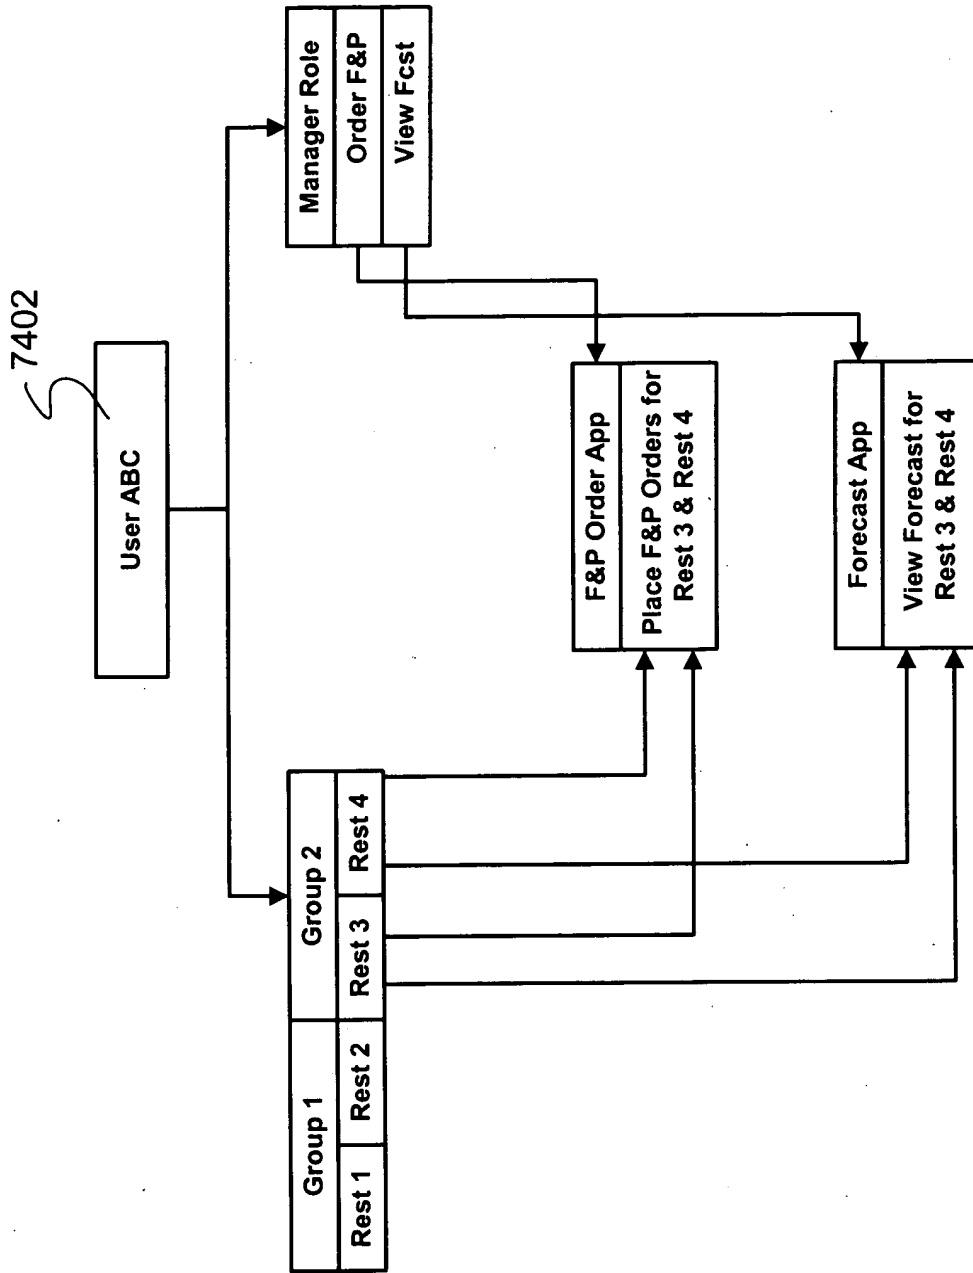 7402
User ABC
Group 1
Group 2
Rest 1
Rest 2
Rest 3
Rest 4
Manager Role
Order F&P
View Fcst
F&P Order App
Place F&P Orders for
Rest 3 & Rest 4
Forecast App
View Forecast for
Rest 3 & Rest 4